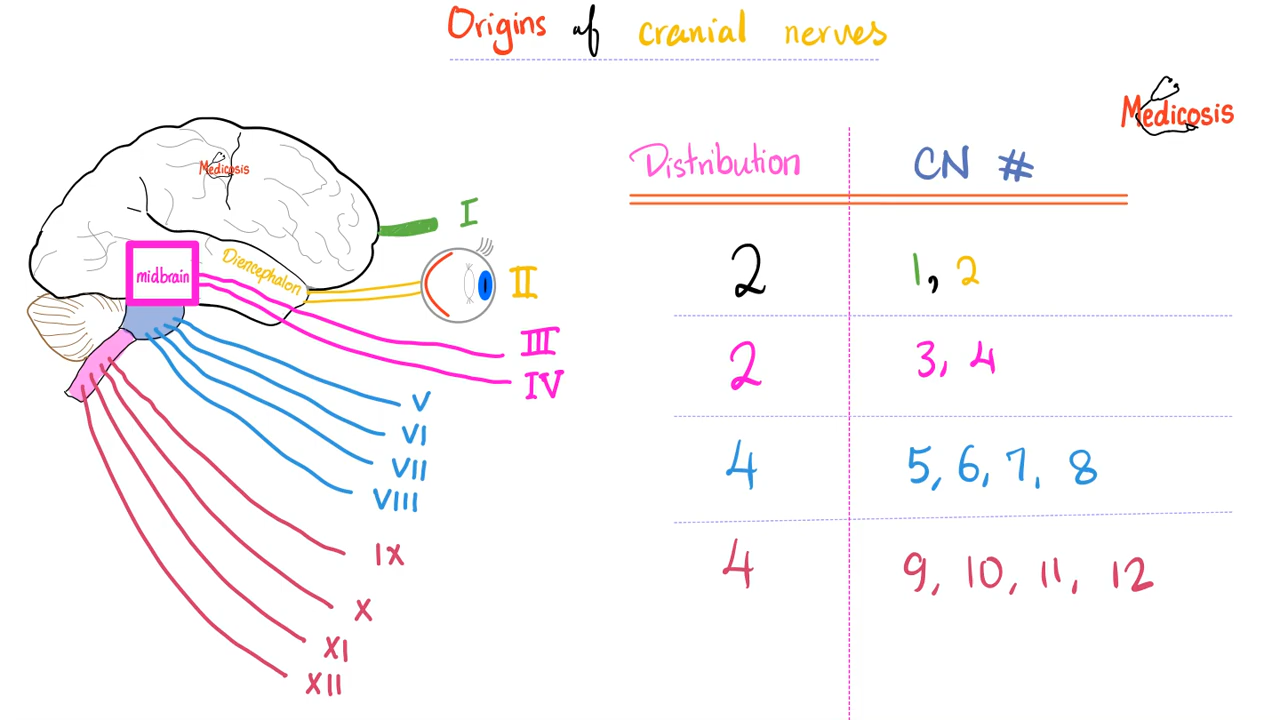 Origins of cranial nerves
Medicosis
Medicosis
Distribution CN #
I
midbrain
Diencephalon
II
2 1, 2
III
IV
2 3, 4
V
VI
VII
VIII
4 5, 6, 7, 8
IX
X
XI
XII
4 9, 10, 11, 12